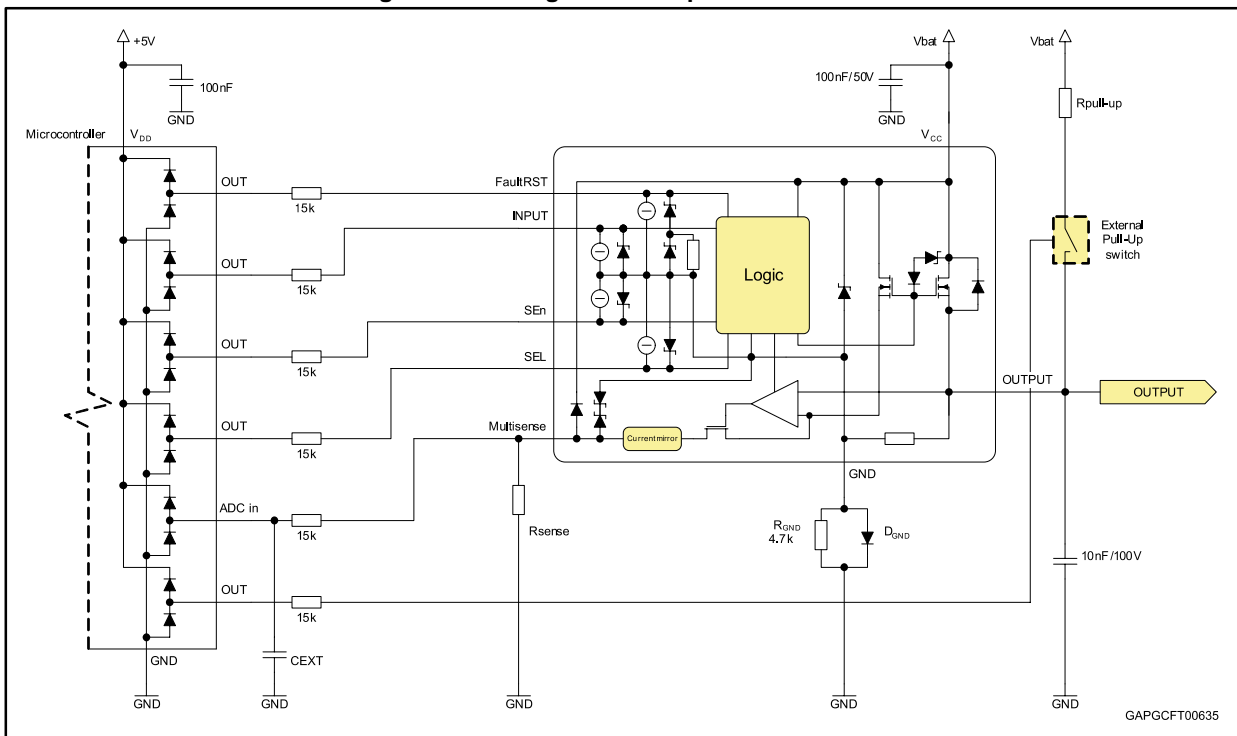 +5V
Vbat
Vbat
100nF
GND
100nF/50V
GND
Rpull-up
Microcontroller
VDD
VCC
OUT
15k
FaultRST
INPUT
OUT
15k
Logic
External
Pull-Up
switch
SEn
OUT
15k
SEL
OUTPUT
OUTPUT
OUT
15k
Multisense
Current mirror
GND
ADC in
15k
Rsense
RGND
4.7k
DGND
10nF/100V
OUT
15k
GND
CEXT
GND
GND
GND
GND
GND
GAPGCFT00635